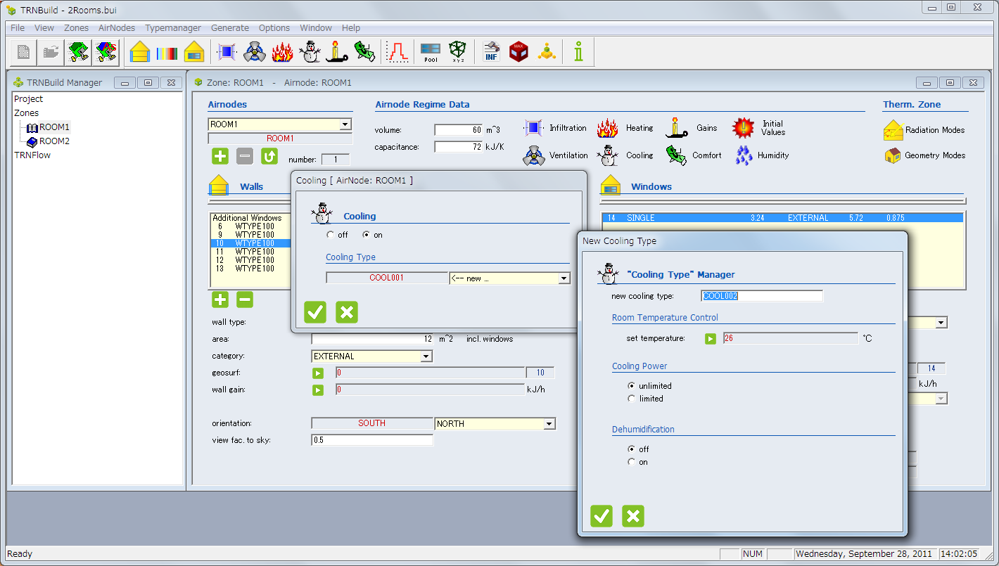 TRNBuild - 2Rooms.bui
File View Zones AirNodes Typemanager Generate Options Window Help
Pool
x y z
INF
MAX
TRNBuild Manager
Project
Zones
ROOM1
ROOM2
TRNFlow
Zone: ROOM1 - Airnode: ROOM1
Airnodes
ROOM1
ROOM1
number: 1
Airnode Regime Data
volume: 60 m^3
capacitance: 72 kJ/K
Infiltration
Heating
Gains
Initial
Values
Ventilation
Cooling
Comfort
Humidity
Therm. Zone
Radiation Modes
Geometry Modes
Walls
Additional Windows
6 WTYPE100
9 WTYPE100
10 WTYPE100
11 WTYPE100
12 WTYPE100
13 WTYPE100
wall type:
area: 12 m^2 incl. windows
category: EXTERNAL
geosurf: 0 10
wall gain: 0 kJ/h
orientation: SOUTH NORTH
view fac. to sky: 0.5
Windows
14 SINGLE 3.24 EXTERNAL 5.72 0.875
14
kJ/h
Cooling [ AirNode: ROOM1 ]
Cooling
off on
Cooling Type
COOL001 <-- new ...
New Cooling Type
"Cooling Type" Manager
new cooling type: COOL002
Room Temperature Control
set temperature: 26 °C
Cooling Power
unlimited
limited
Dehumidification
off
on
Ready
NUM
Wednesday, September 28, 2011
14:02:05